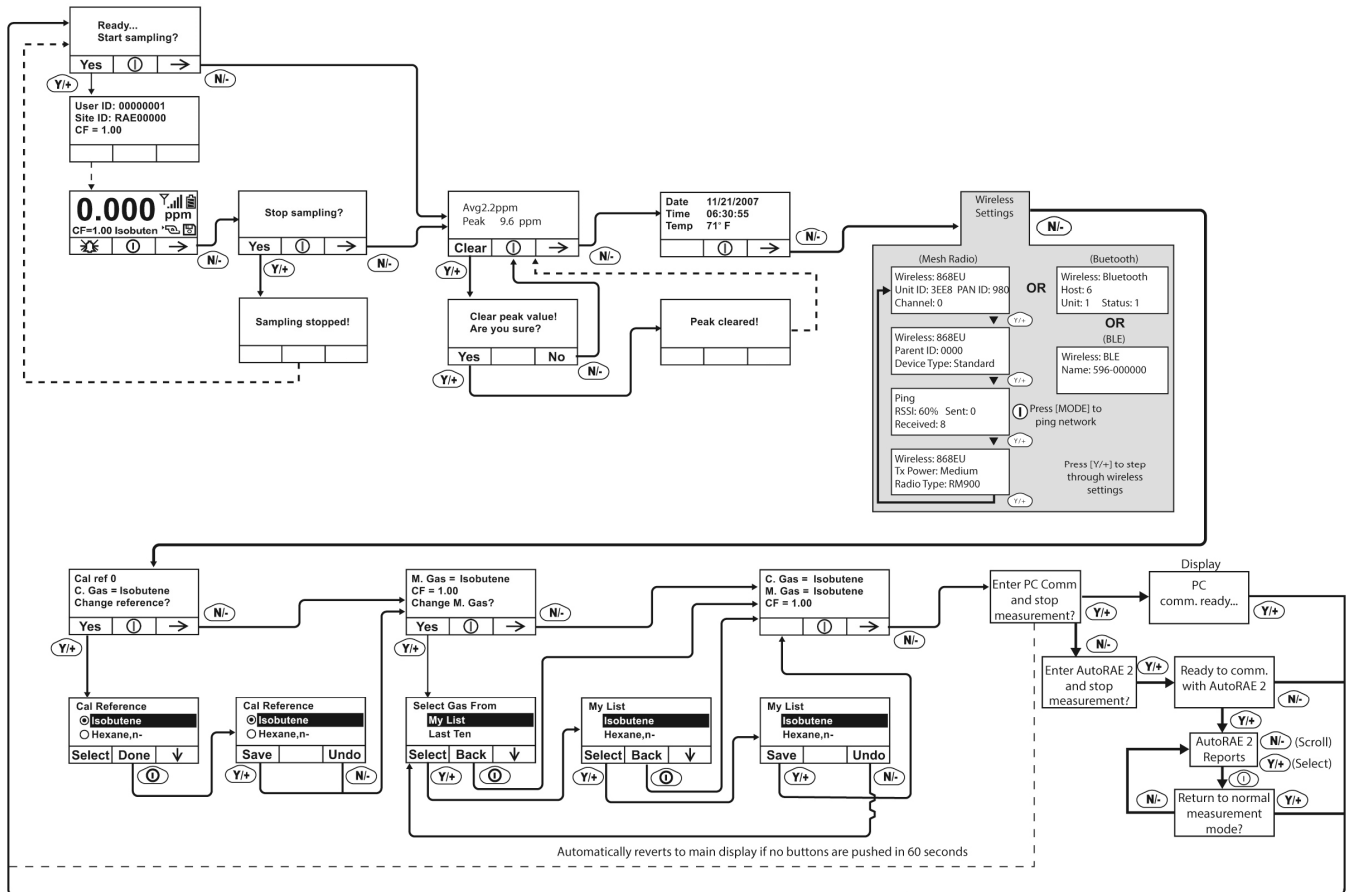 Ready...
Start sampling?
Yes
N/-
Y/+
User ID: 00000001
Site ID: RAE00000
CF = 1.00
0.000 ppm
CF=1.00 Isobuten
N/-
Stop sampling?
Yes
N/-
Y/+
Sampling stopped!
Avg2.2ppm
Peak 9.6 ppm
Clear
N/-
Y/+
Clear peak value!
Are you sure?
Yes No
N/-
Y/+
Peak cleared!
Date 11/21/2007
Time 06:30:55
Temp 71° F
N/-
Wireless
Settings
N/-
(Mesh Radio)
Wireless: 868EU
Unit ID: 3EE8 PAN ID: 980
Channel: 0
Y/+
Wireless: 868EU
Parent ID: 0000
Device Type: Standard
Y/+
Ping
RSSI: 60% Sent: 0
Received: 8
Y/+
Wireless: 868EU
Tx Power: Medium
Radio Type: RM900
Y/+
OR
(Buetooth)
Wireless: Bluetooth
Host: 6
Unit: 1 Status: 1
OR
(BLE)
Wireless: BLE
Name: 596-000000
Press [MODE] to
ping network
Press [Y/+] to step
through wireless
settings
Cal ref 0
C. Gas = Isobutene
Change reference?
Yes
N/-
Y/+
Cal Reference
Isobutene
Hexane,n-
Select Done
Y/+
Cal Reference
Isobutene
Hexane,n-
Save Undo
Y/+
N/-
M. Gas = Isobutene
CF = 1.00
Change M. Gas?
Yes
N/-
Y/+
Select Gas From
My List
Last Ten
Select Back
Y/+
My List
Isobutene
Hexane,n-
Select Back
Y/+
My List
Isobutene
Hexane,n-
Save Undo
Y/+
N/-
C. Gas = Isobutene
M. Gas = Isobutene
CF = 1.00
N/-
Enter PC Comm
and stop
measurement?
Y/+
N/-
Display
PC
comm. ready...
Y/+
Enter AutoRAE 2
and stop
measurement?
Y/+
Ready to comm.
with AutoRAE 2
N/-
Y/+
AutoRAE 2
Reports
N/- (Scroll)
Y/+ (Select)
Return to normal
measurement
mode?
N/-
Y/+
Automatically reverts to main display if no buttons are pushed in 60 seconds